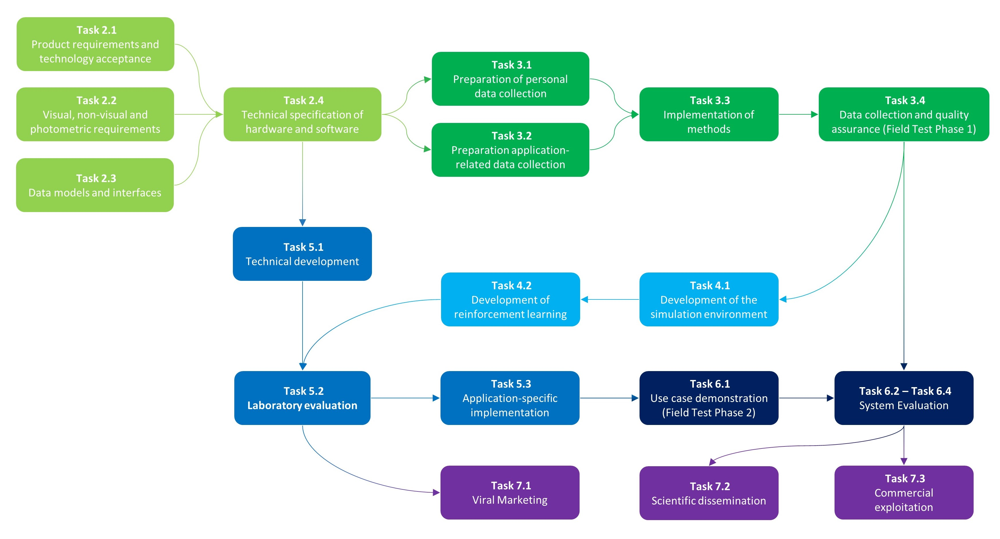 Task 2.1
Product requirements and
technology acceptance
Task 2.2
Visual, non-visual and
photometric requirements
Task 2.3
Data models and interfaces
Task 2.4
Technical specification of
hardware and software
Task 3.1
Preparation of personal
data collection
Task 3.2
Preparation application-
related data collection
Task 3.3
Implementation of
methods
Task 3.4
Data collection and quality
assurance (Field Test Phase 1)
Task 5.1
Technical development
Task 4.2
Development of
reinforcement learning
Task 4.1
Development of the
simulation environment
Task 5.2
Laboratory evaluation
Task 5.3
Application-specific
implementation
Task 6.1
Use case demonstration
(Field Test Phase 2)
Task 6.2 – Task 6.4
System Evaluation
Task 7.1
Viral Marketing
Task 7.2
Scientific dissemination
Task 7.3
Commercial
exploitation